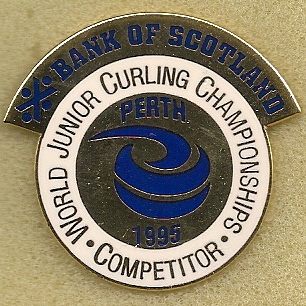 BANK OF SCOTLAND
WORLD JUNIOR CURLING CHAMPIONSHIPS
PERTH
1995
• COMPETITOR •